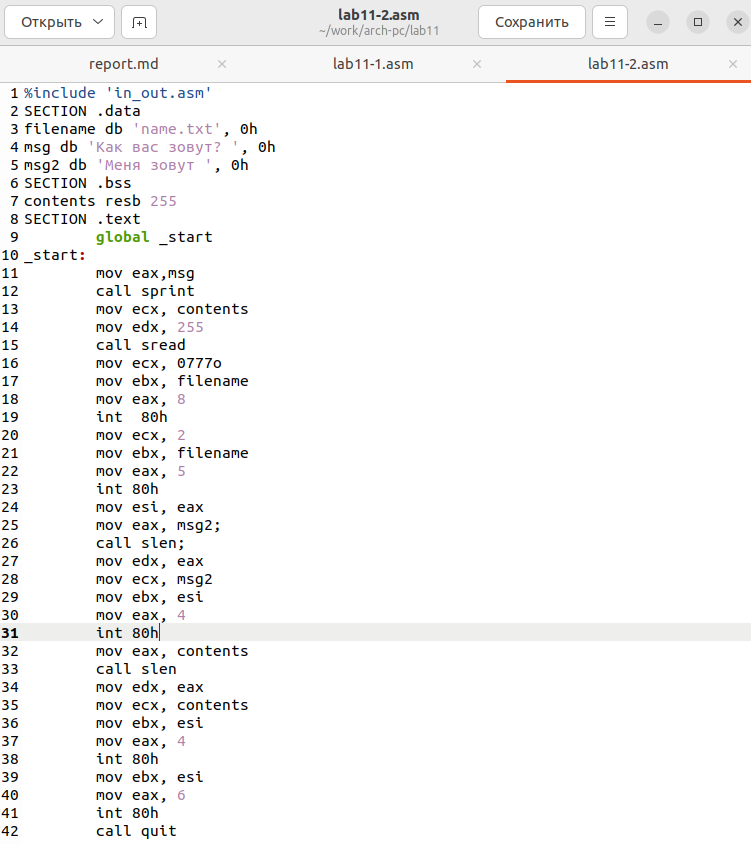 Открыть
lab11-2.asm
~/work/arch-pc/lab11
Сохранить
report.md
lab11-1.asm
lab11-2.asm
1 %include 'in_out.asm'
2 SECTION .data
3 filename db 'name.txt', 0h
4 msg db 'Как вас зовут? ', 0h
5 msg2 db 'Меня зовут ', 0h
6 SECTION .bss
7 contents resb 255
8 SECTION .text
9         global _start
10 _start:
11         mov eax,msg
12         call sprint
13         mov ecx, contents
14         mov edx, 255
15         call sread
16         mov ecx, 0777o
17         mov ebx, filename
18         mov eax, 8
19         int  80h
20         mov ecx, 2
21         mov ebx, filename
22         mov eax, 5
23         int 80h
24         mov esi, eax
25         mov eax, msg2;
26         call slen;
27         mov edx, eax
28         mov ecx, msg2
29         mov ebx, esi
30         mov eax, 4
31         int 80h
32         mov eax, contents
33         call slen
34         mov edx, eax
35         mov ecx, contents
36         mov ebx, esi
37         mov eax, 4
38         int 80h
39         mov ebx, esi
40         mov eax, 6
41         int 80h
42         call quit